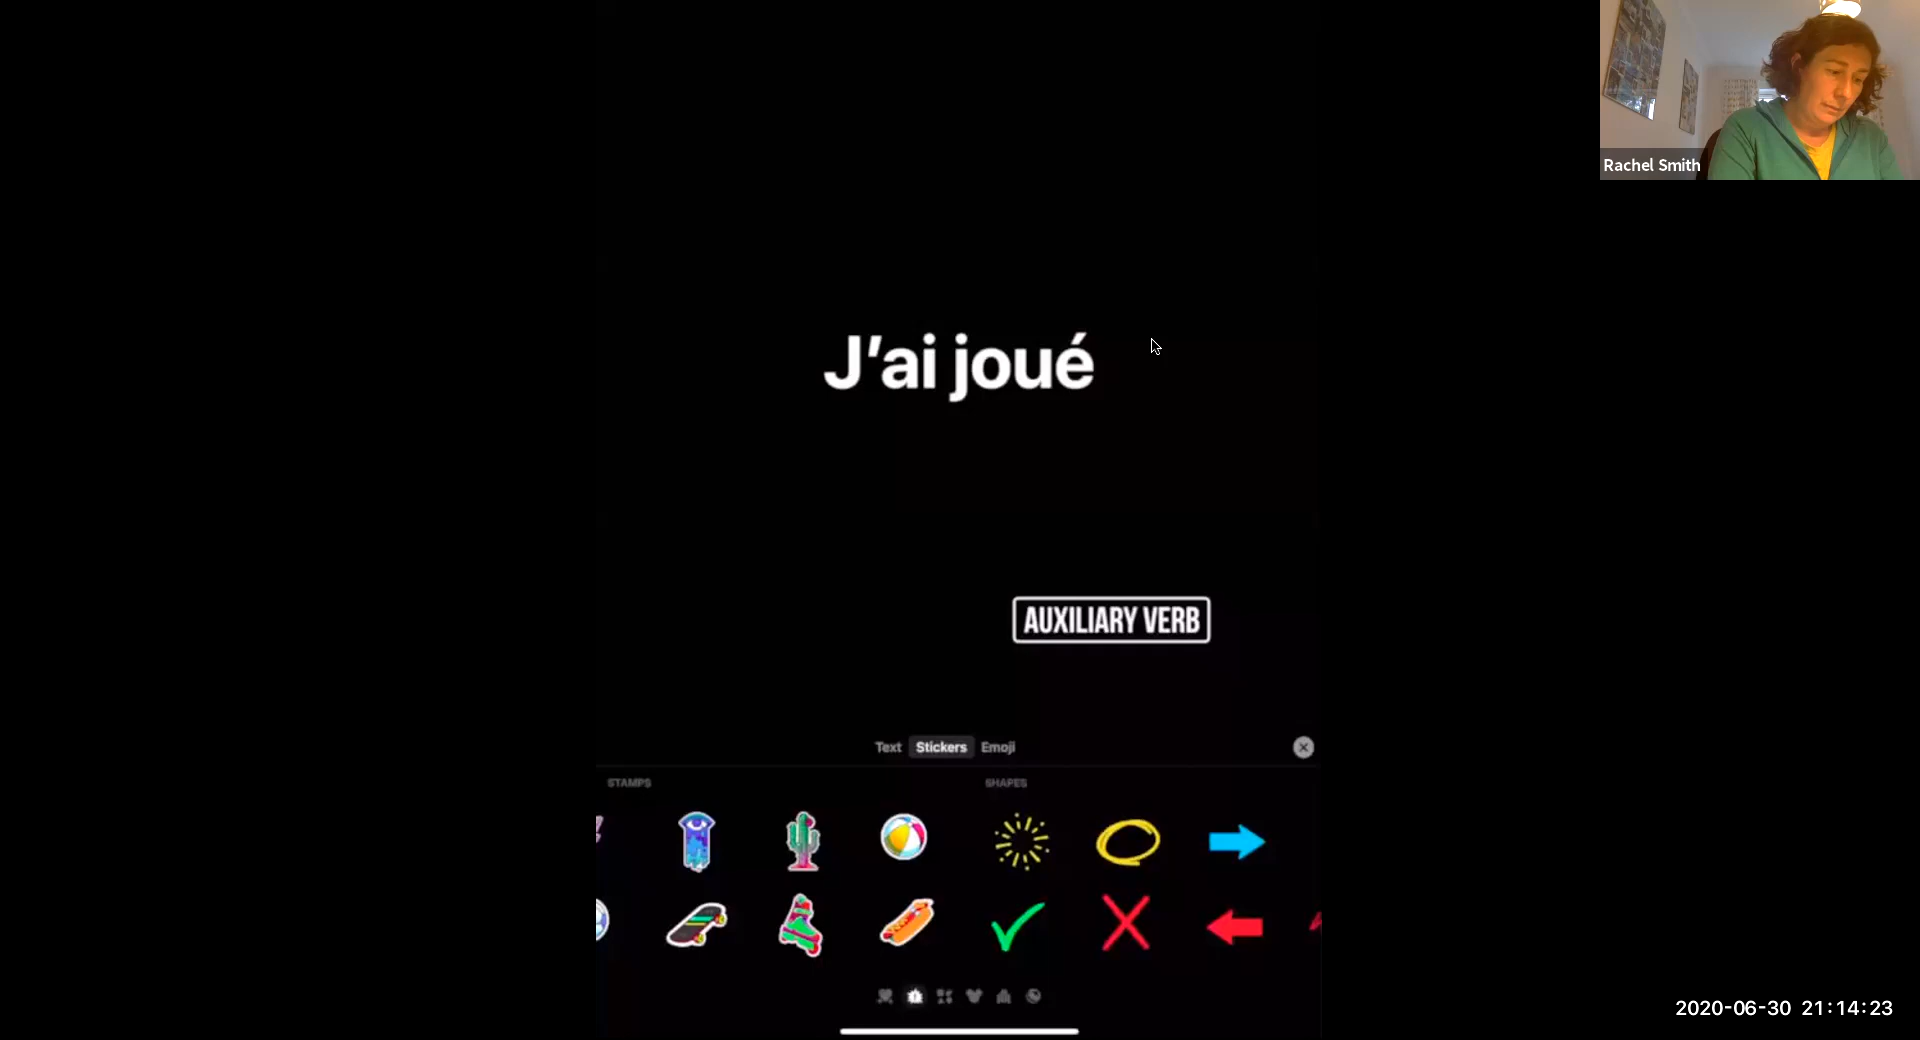 Rachel Smith
J'ai joué
AUXILIARY VERB
Text Stickers Emoji
STAMPS SHAPES
2020-06-30 21:14:23